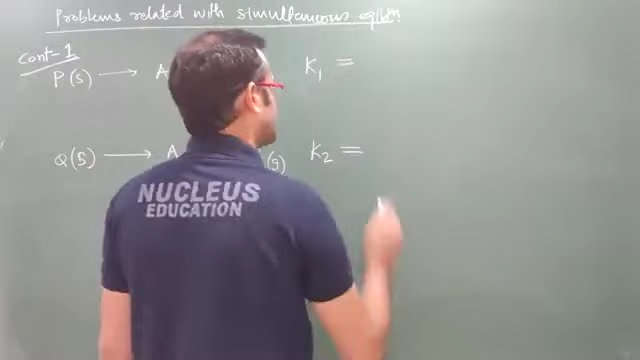 Problems related with simultaneous eqlbm
cont-1
P(s) → A
K₁ =
Q(s) → A
(g)
K₂ =
NUCLEUS
EDUCATION